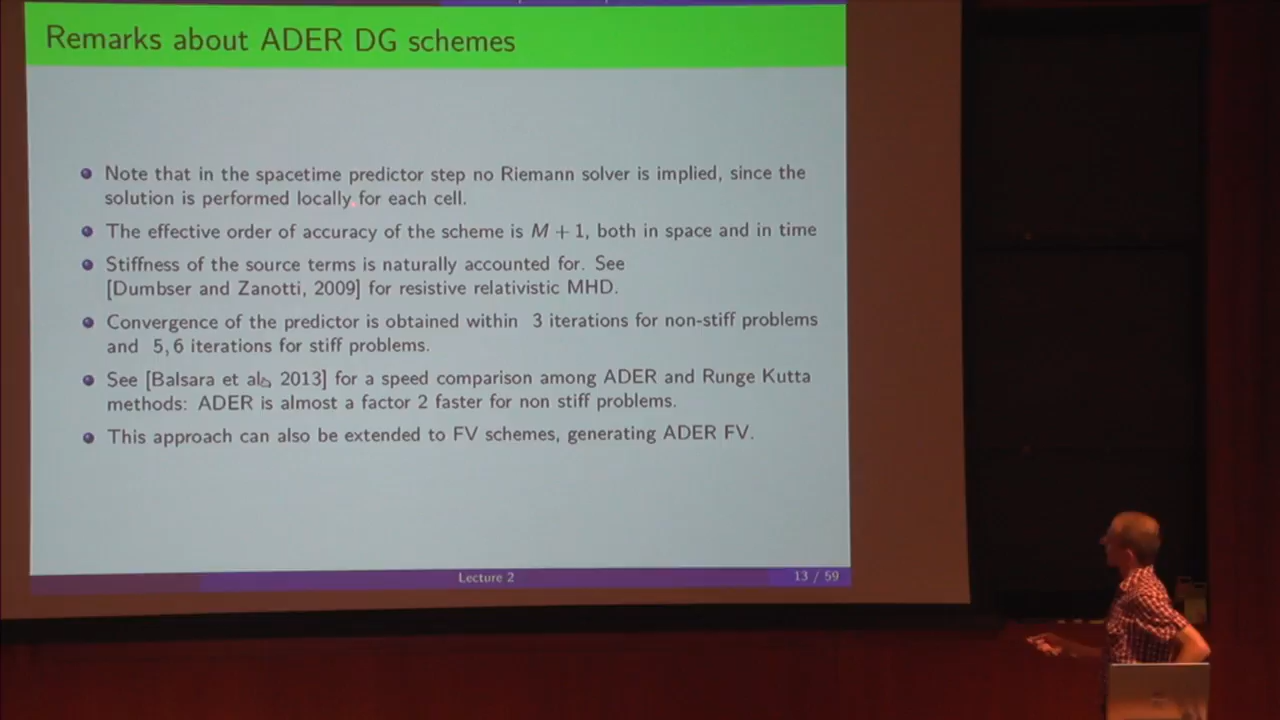 Remarks about ADER DG schemes
Note that in the spacetime predictor step no Riemann solver is implied, since the
solution is performed locally for each cell.
The effective order of accuracy of the scheme is M + 1, both in space and in time
Stiffness of the source terms is naturally accounted for. See
[Dumbser and Zanotti, 2009] for resistive relativistic MHD.
Convergence of the predictor is obtained within 3 iterations for non-stiff problems
and 5, 6 iterations for stiff problems.
See [Balsara et al., 2013] for a speed comparison among ADER and Runge Kutta
methods: ADER is almost a factor 2 faster for non stiff problems.
This approach can also be extended to FV schemes, generating ADER FV.
Lecture 2
13 / 59